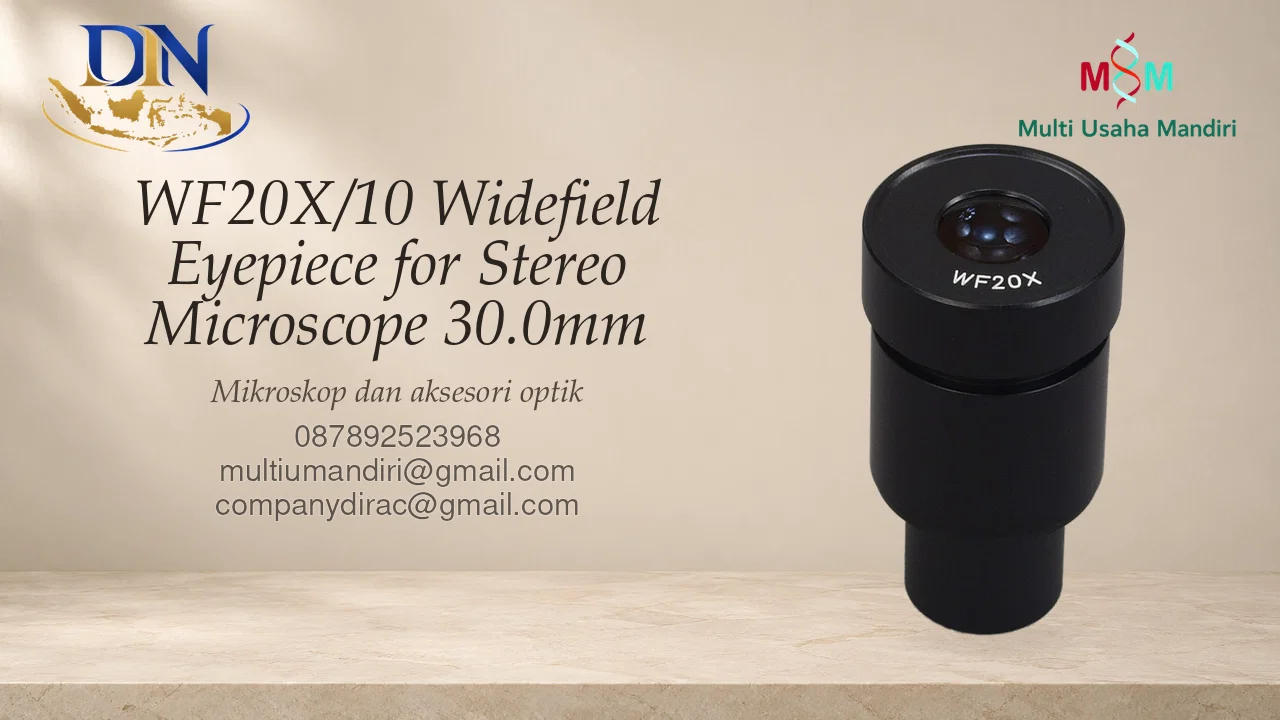 DN
M M
Multi Usaha Mandiri
WF20X/10 Widefield
Eyepiece for Stereo
Microscope 30.0mm
Mikroskop dan aksesori optik
087892523968
multiumandiri@gmail.com
companydirac@gmail.com
WF20X